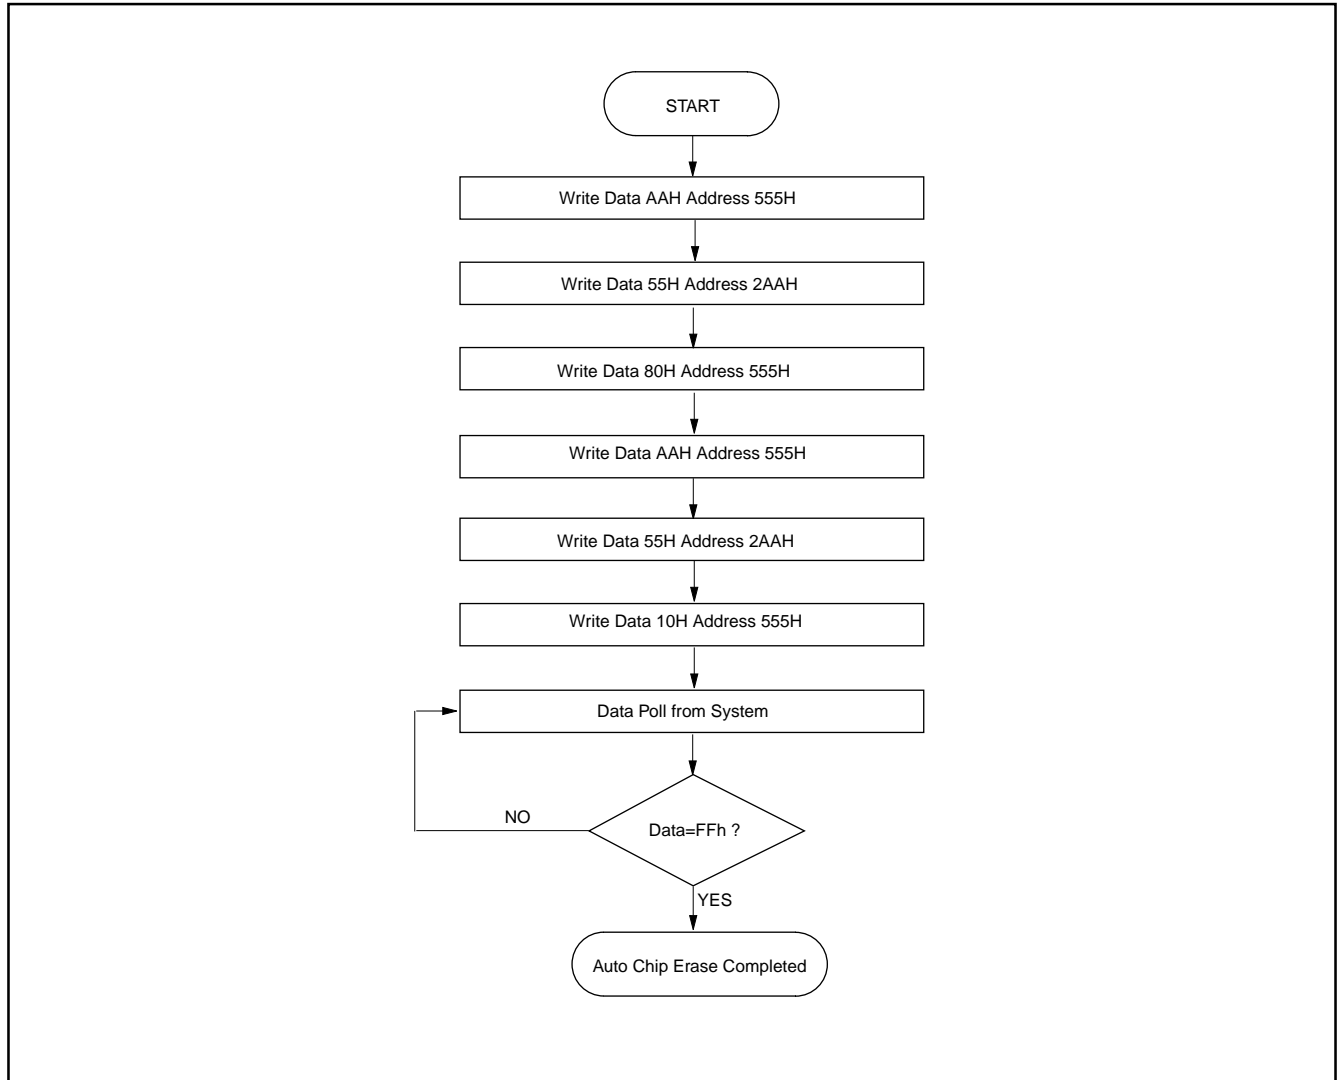 START
Write Data AAH Address 555H
Write Data 55H Address 2AAH
Write Data 80H Address 555H
Write Data AAH Address 555H
Write Data 55H Address 2AAH
Write Data 10H Address 555H
Data Poll from System
NO
Data=FFh ?
YES
Auto Chip Erase Completed